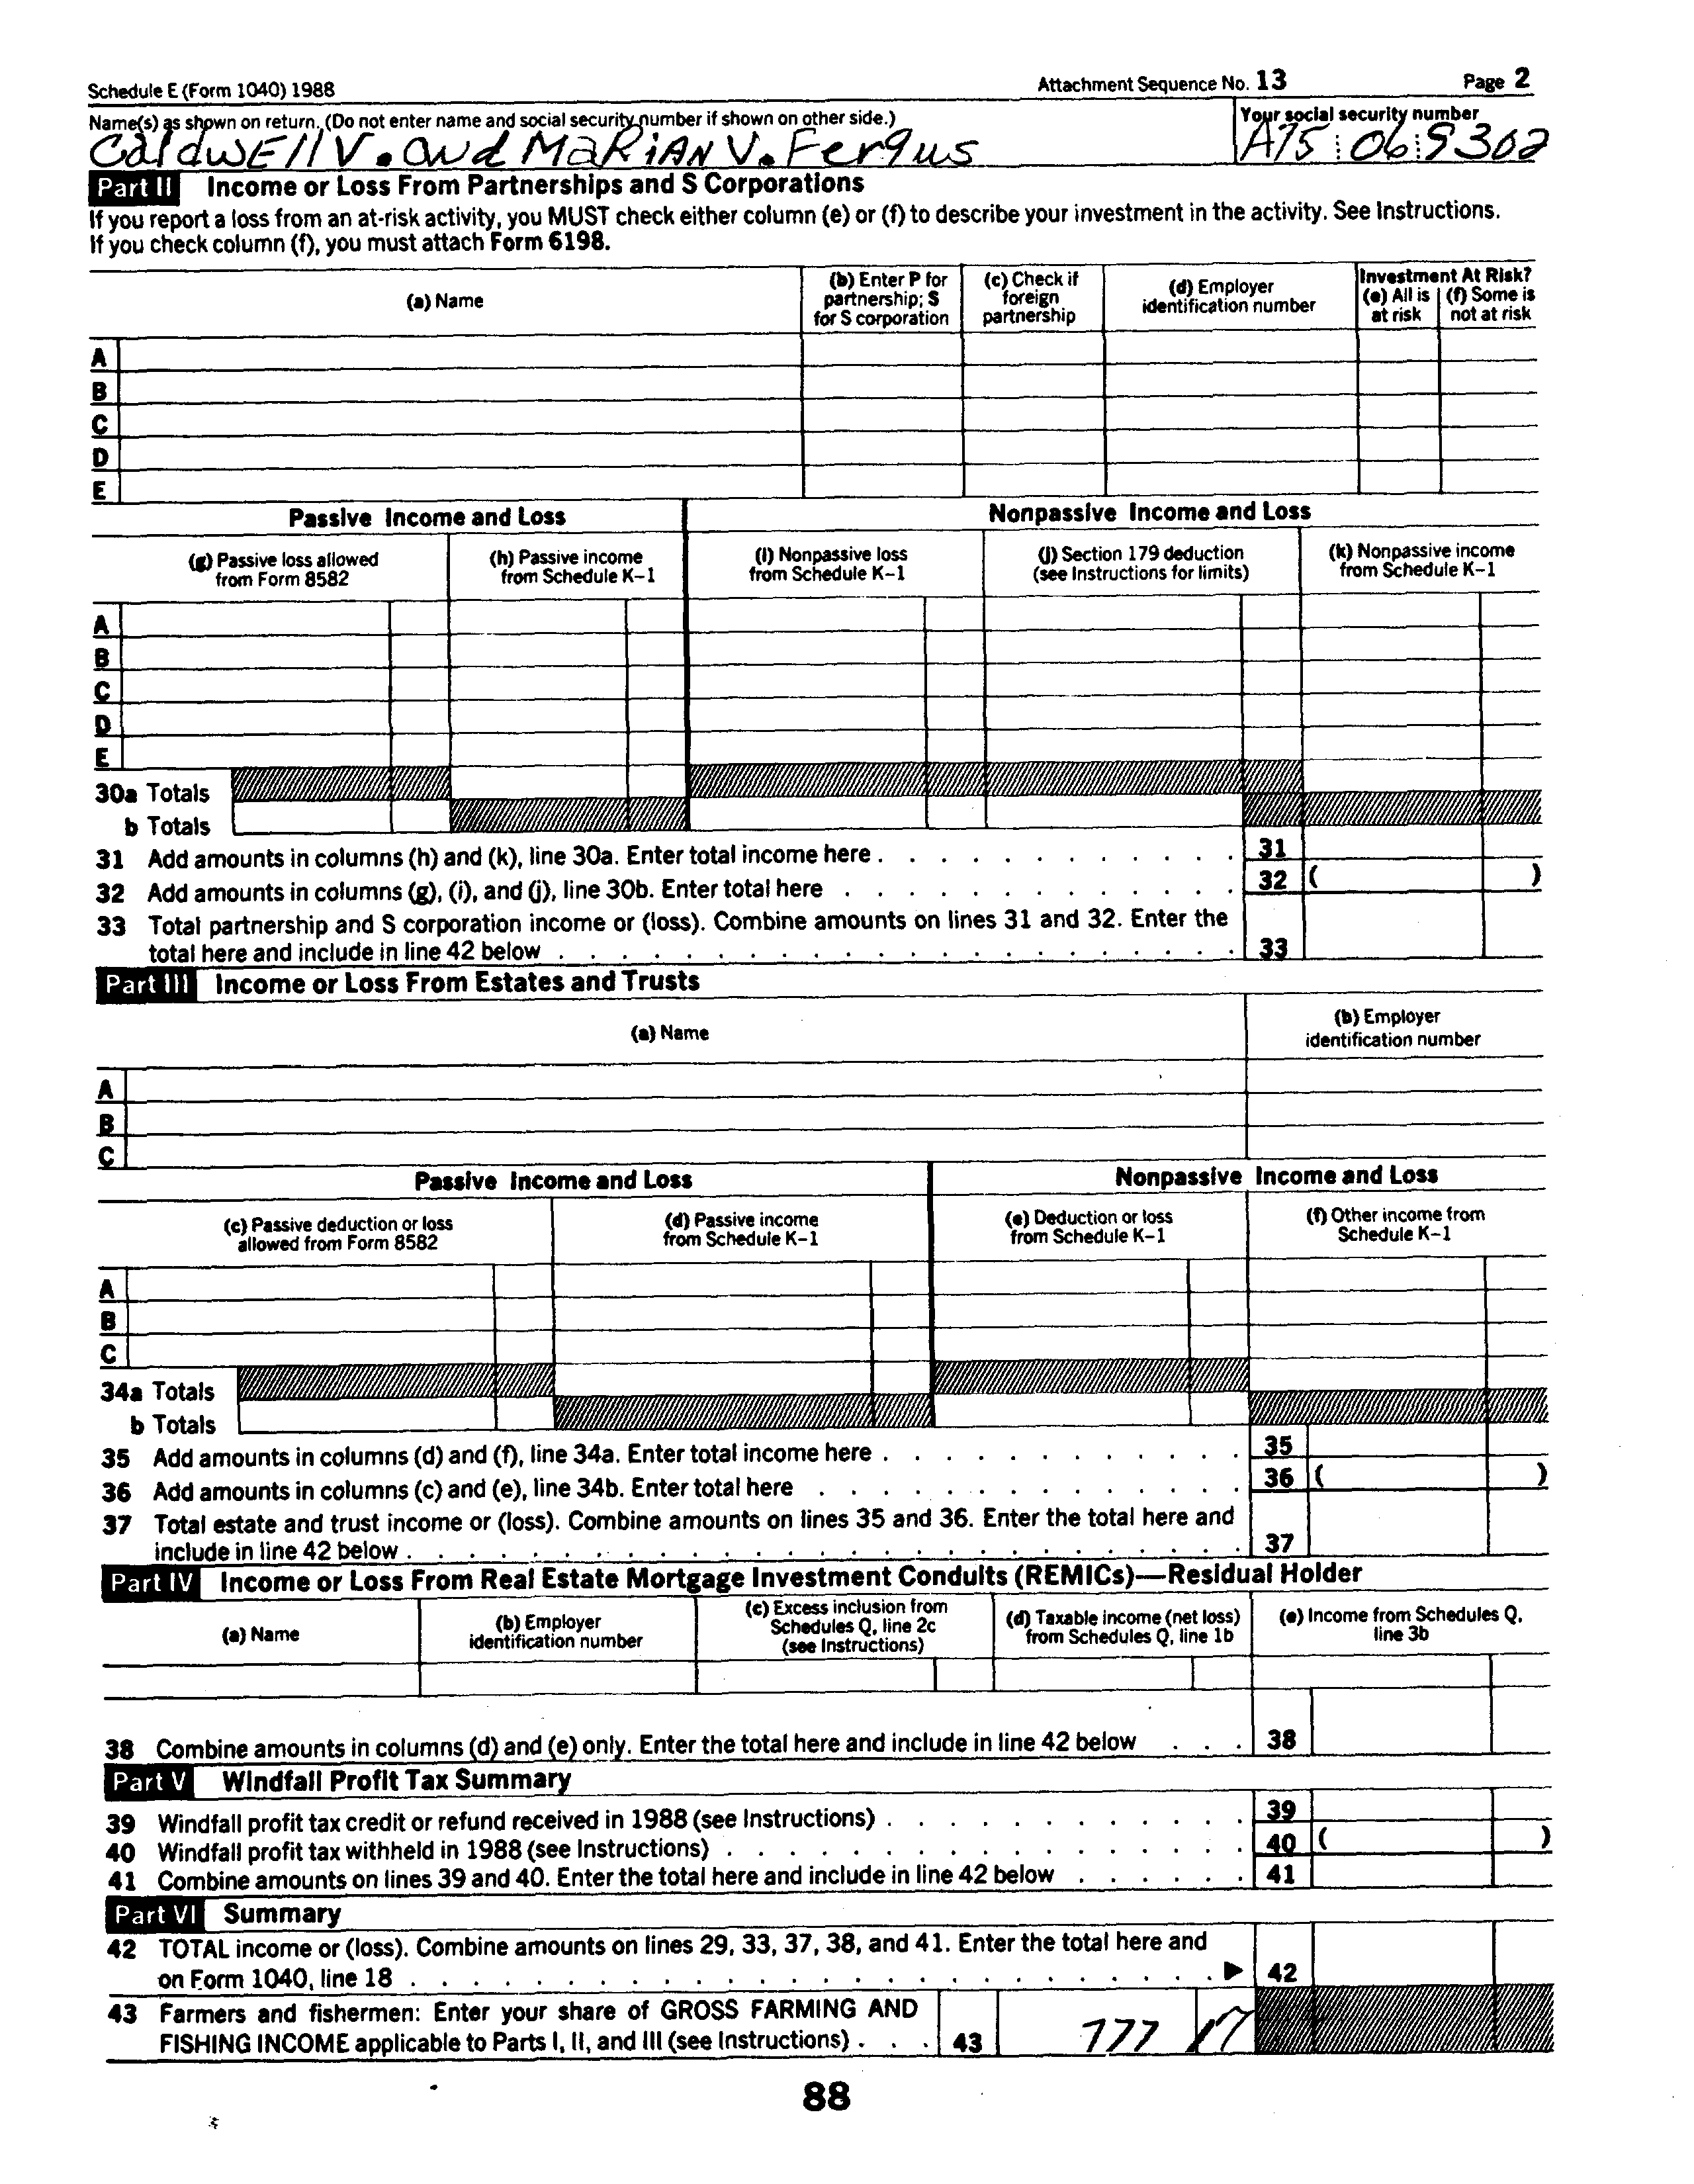 Schedule E (Form 1040) 1988 Attachment Sequence No. 13 Page 2
Name(s) as shown on return. (Do not enter name and social security number if shown on other side.) Your social security number
CaldwEll V. and MaRiAN V. Fergus A75 06 9302
Part II Income or Loss From Partnerships and S Corporations
If you report a loss from an at-risk activity, you MUST check either column (e) or (f) to describe your investment in the activity. See Instructions.
If you check column (f), you must attach Form 6198.
(a) Name
(b) Enter P for partnership; S for S corporation
(c) Check if foreign partnership
(d) Employer identification number
Investment At Risk?
(e) All is at risk
(f) Some is not at risk
A
B
C
D
E
Passive Income and Loss Nonpassive Income and Loss
(g) Passive loss allowed from Form 8582
(h) Passive income from Schedule K-1
(i) Nonpassive loss from Schedule K-1
(j) Section 179 deduction (see Instructions for limits)
(k) Nonpassive income from Schedule K-1
A
B
C
D
E
30a Totals
b Totals
31 Add amounts in columns (h) and (k), line 30a. Enter total income here . . . . . . . . . . . . 31
32 Add amounts in columns (g), (i), and (j), line 30b. Enter total here . . . . . . . . . . . . . 32 ( )
33 Total partnership and S corporation income or (loss). Combine amounts on lines 31 and 32. Enter the
total here and include in line 42 below . . . . . . . . . . . . . . . . . . . . . . 33
Part III Income or Loss From Estates and Trusts
(a) Name
(b) Employer identification number
A
B
C
Passive Income and Loss Nonpassive Income and Loss
(c) Passive deduction or loss allowed from Form 8582
(d) Passive income from Schedule K-1
(e) Deduction or loss from Schedule K-1
(f) Other income from Schedule K-1
A
B
C
34a Totals
b Totals
35 Add amounts in columns (d) and (f), line 34a. Enter total income here . . . . . . . . . . . . 35
36 Add amounts in columns (c) and (e), line 34b. Enter total here . . . . . . . . . . . . . . 36 ( )
37 Total estate and trust income or (loss). Combine amounts on lines 35 and 36. Enter the total here and
include in line 42 below . . . . . . . . . . . . . . . . . . . . . . . . . . 37
Part IV Income or Loss From Real Estate Mortgage Investment Conduits (REMICs)—Residual Holder
(a) Name
(b) Employer identification number
(c) Excess inclusion from Schedules Q, line 2c (see Instructions)
(d) Taxable income (net loss) from Schedules Q, line 1b
(e) Income from Schedules Q, line 3b
38 Combine amounts in columns (d) and (e) only. Enter the total here and include in line 42 below . . . 38
Part V Windfall Profit Tax Summary
39 Windfall profit tax credit or refund received in 1988 (see Instructions) . . . . . . . . . . . . 39
40 Windfall profit tax withheld in 1988 (see Instructions) . . . . . . . . . . . . . . . . . 40 ( )
41 Combine amounts on lines 39 and 40. Enter the total here and include in line 42 below . . . . . . 41
Part VI Summary
42 TOTAL income or (loss). Combine amounts on lines 29, 33, 37, 38, and 41. Enter the total here and
on Form 1040, line 18 . . . . . . . . . . . . . . . . . . . . . . . . . ▶ 42
43 Farmers and fishermen: Enter your share of GROSS FARMING AND
FISHING INCOME applicable to Parts I, II, and III (see Instructions) . . . 43 777 17
88